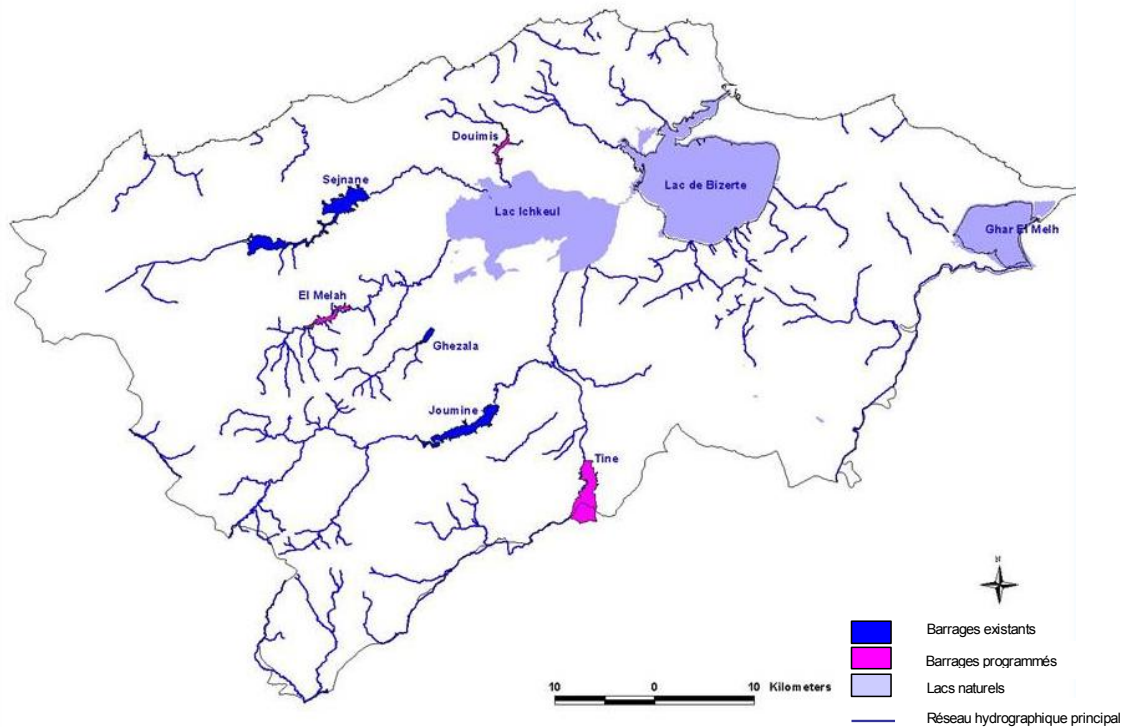 Douimis
Sejnane
Lac de Bizerte
Lac Ichkeul
Ghar El Melh
El Melah
Ghezala
Joumine
Tine
N
Barrages existants
Barrages programmés
10 0 10 Kilometers
Lacs naturels
Réseau hydrographique principal